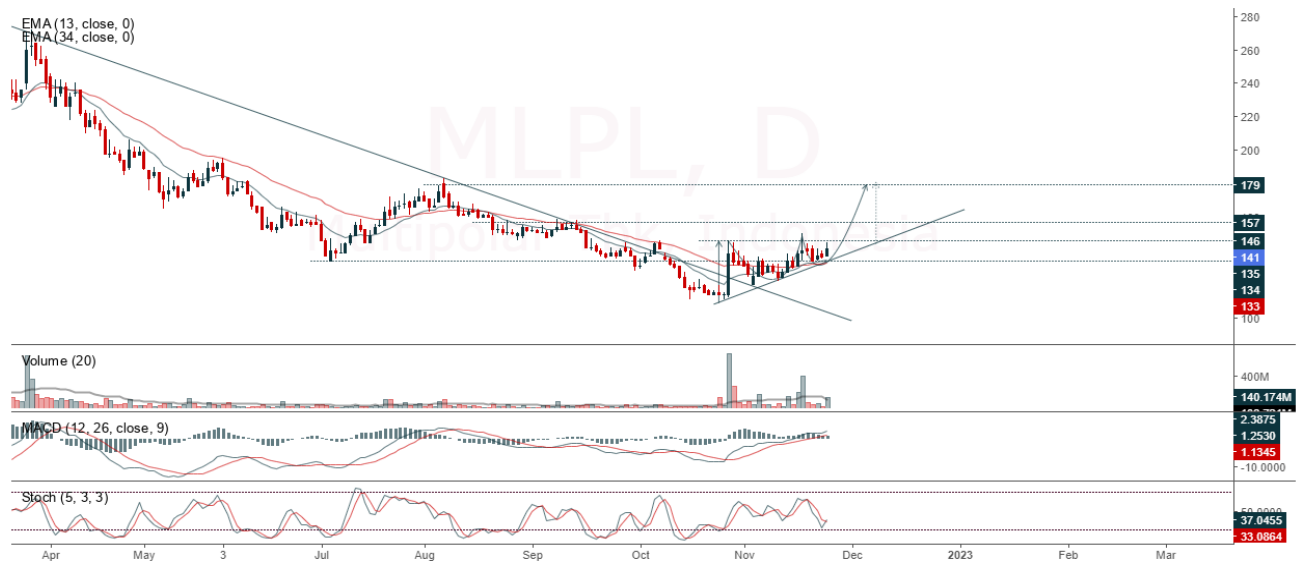 EMA (13, close, 0)
EMA (34, close, 0)
MLPL, D
280
260
240
220
200
179
157
146
141
135
134
133
100
Volume (20)
400M
140.174M
MACD (12, 26, close, 9)
2.3875
1.2530
1.1345
-10.0000
Stoch (5, 3, 3)
37.0455
33.0864
Apr May 3 Jul Aug Sep Oct Nov Dec 2023 Feb Mar